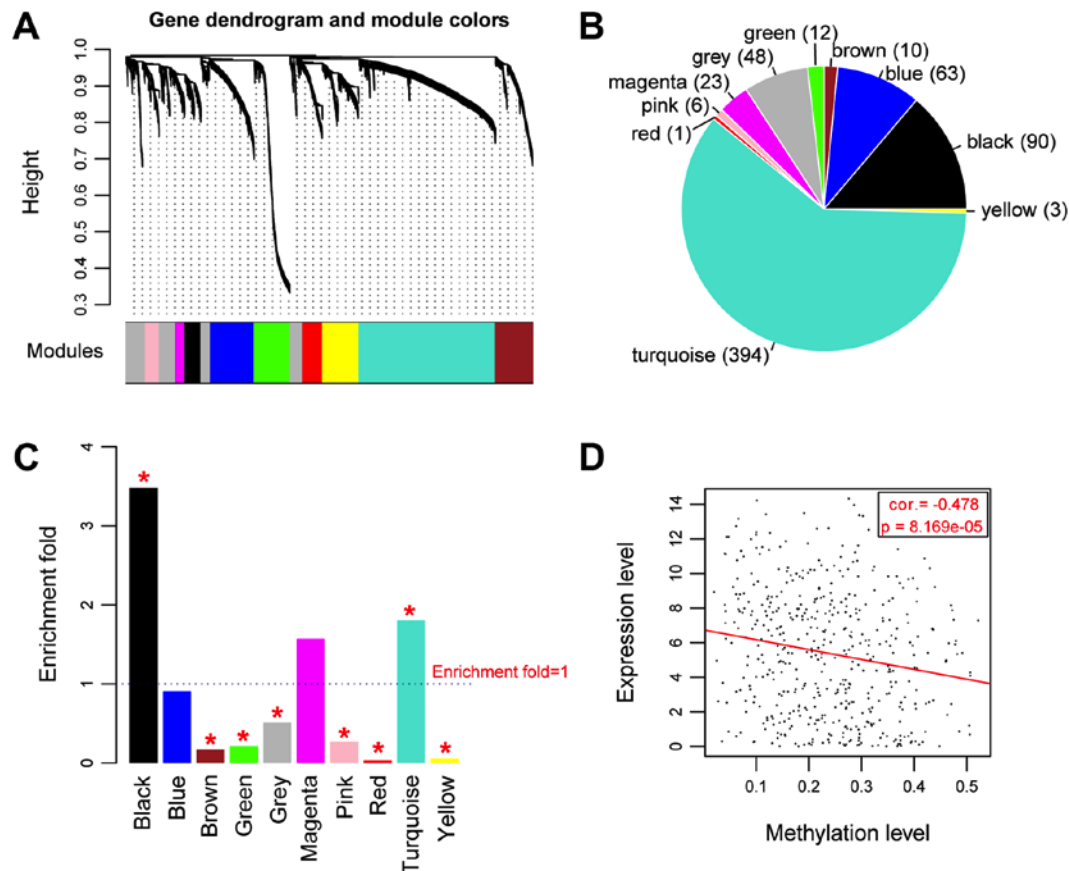 A
Gene dendrogram and module colors
Height
1.0
0.9
0.8
0.7
0.6
0.5
0.4
0.3
Modules
B
green (12)
brown (10)
grey (48)
blue (63)
magenta (23)
pink (6)
red (1)
black (90)
yellow (3)
turquoise (394)
C
Enrichment fold
4
3
2
1
0
*
*
*
*
*
*
*
*
Enrichment fold=1
Black
Blue
Brown
Green
Grey
Magenta
Pink
Red
Turquoise
Yellow
D
Expression level
14
12
10
8
6
4
2
0
cor.= -0.478
p = 8.169e-05
0.1
0.2
0.3
0.4
0.5
Methylation level